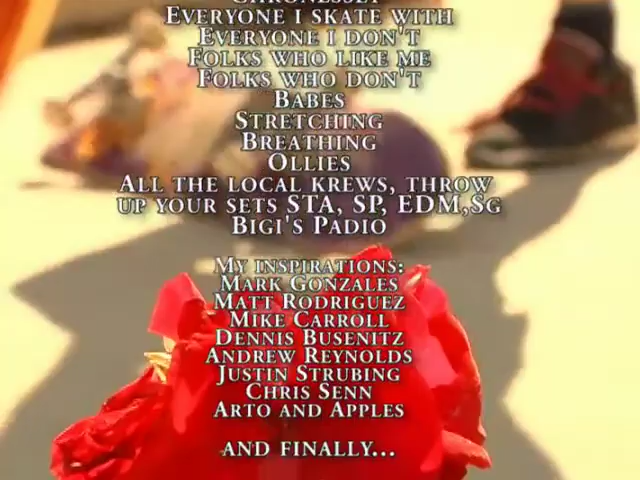 Everyone I skate with
Everyone I don't
Folks who like me
Folks who don't
Babes
Stretching
Breathing
Ollies
All the local krews, throw
up your sets STA, SP, EDM,Sg
Bigi's Padio
My inspirations:
Mark Gonzales
Matt Rodriguez
Mike Carroll
Dennis Busenitz
Andrew Reynolds
Justin Strubing
Chris Senn
Arto and Apples
and finally...